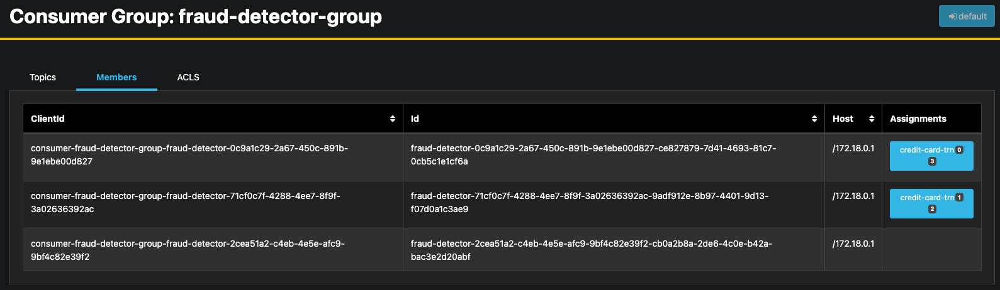 Consumer Group: fraud-detector-group
default
Topics Members ACLS
ClientId Id Host Assignments
consumer-fraud-detector-group-fraud-detector-0c9a1c29-2a67-450c-891b- fraud-detector-0c9a1c29-2a67-450c-891b-9e1ebe00d827-ce827879-7d41-4693-81c7- /172.18.0.1 credit-card-trn 0
9e1ebe00d827 0cb5c1e1cf6a 3
consumer-fraud-detector-group-fraud-detector-71cf0c7f-4288-4ee7-8f9f- fraud-detector-71cf0c7f-4288-4ee7-8f9f-3a02636392ac-9adf912e-8b97-4401-9d13- /172.18.0.1 credit-card-trn 1
3a02636392ac f07d0a1c3ae9 2
consumer-fraud-detector-group-fraud-detector-2cea51a2-c4eb-4e5e-afc9- fraud-detector-2cea51a2-c4eb-4e5e-afc9-9bf4c82e39f2-cb0a2b8a-2de6-4c0e-b42a- /172.18.0.1
9bf4c82e39f2 bac3e2d20abf